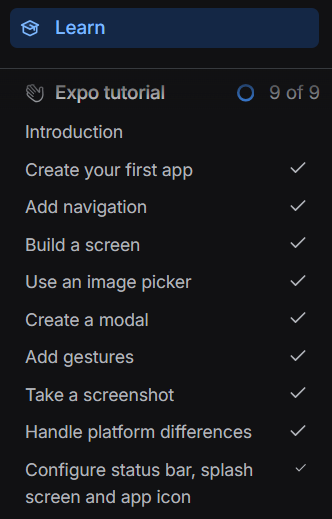 Learn
Expo tutorial 9 of 9
Introduction
Create your first app
Add navigation
Build a screen
Use an image picker
Create a modal
Add gestures
Take a screenshot
Handle platform differences
Configure status bar, splash
screen and app icon